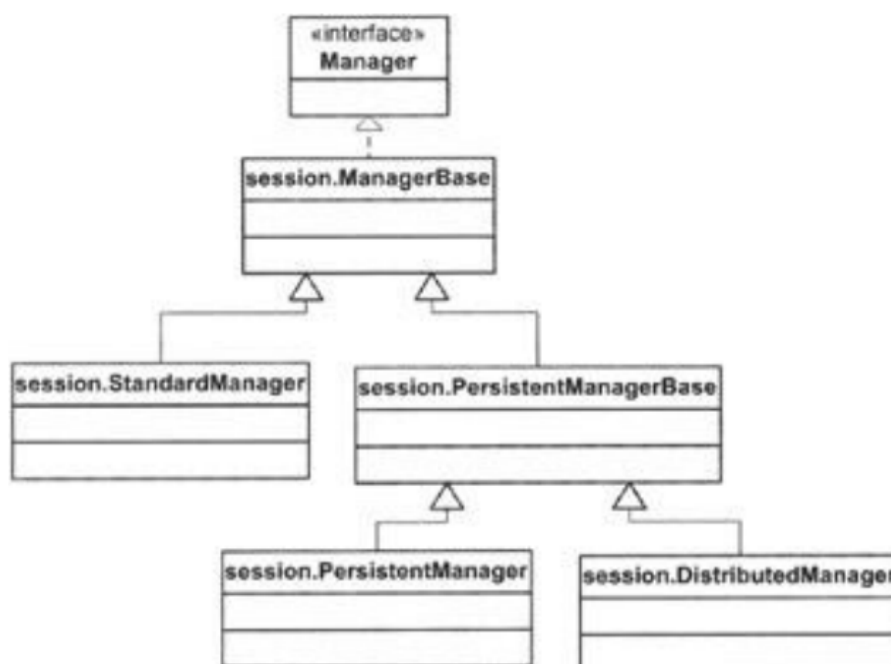 «interface»
Manager
session.ManagerBase
session.StandardManager
session.PersistentManagerBase
session.PersistentManager
session.DistributedManager